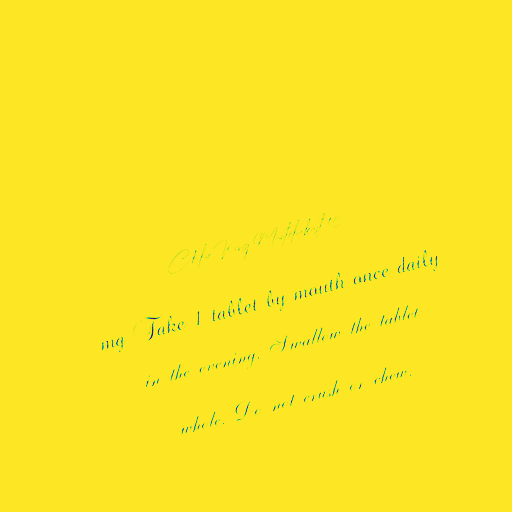 mg Take 1 tablet by mouth once daily
in the evening. Swallow the tablet
whole. Do not crush or chew.